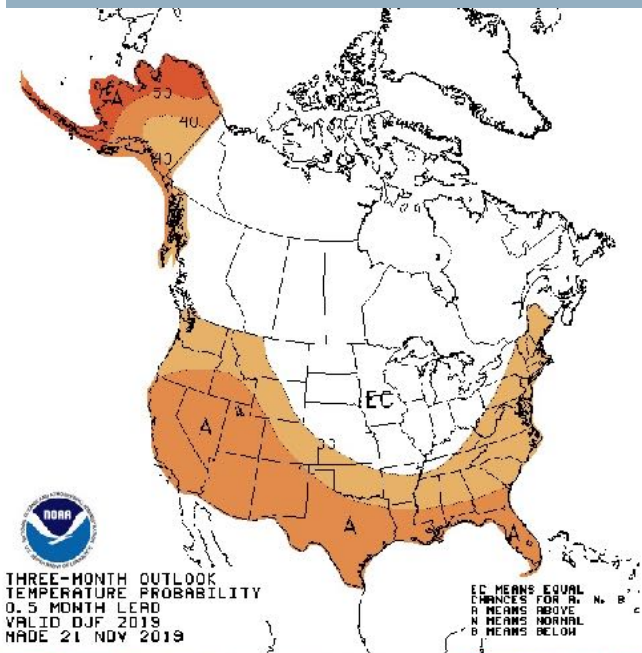 A
50
40
40
EC
A
33
A
A
NOAA
THREE-MONTH OUTLOOK
TEMPERATURE PROBABILITY
0.5 MONTH LEAD
VALID DJF 2019
MADE 21 NOV 2019
EC MEANS EQUAL
CHANCES FOR A, N, B
A MEANS ABOVE
N MEANS NORMAL
B MEANS BELOW